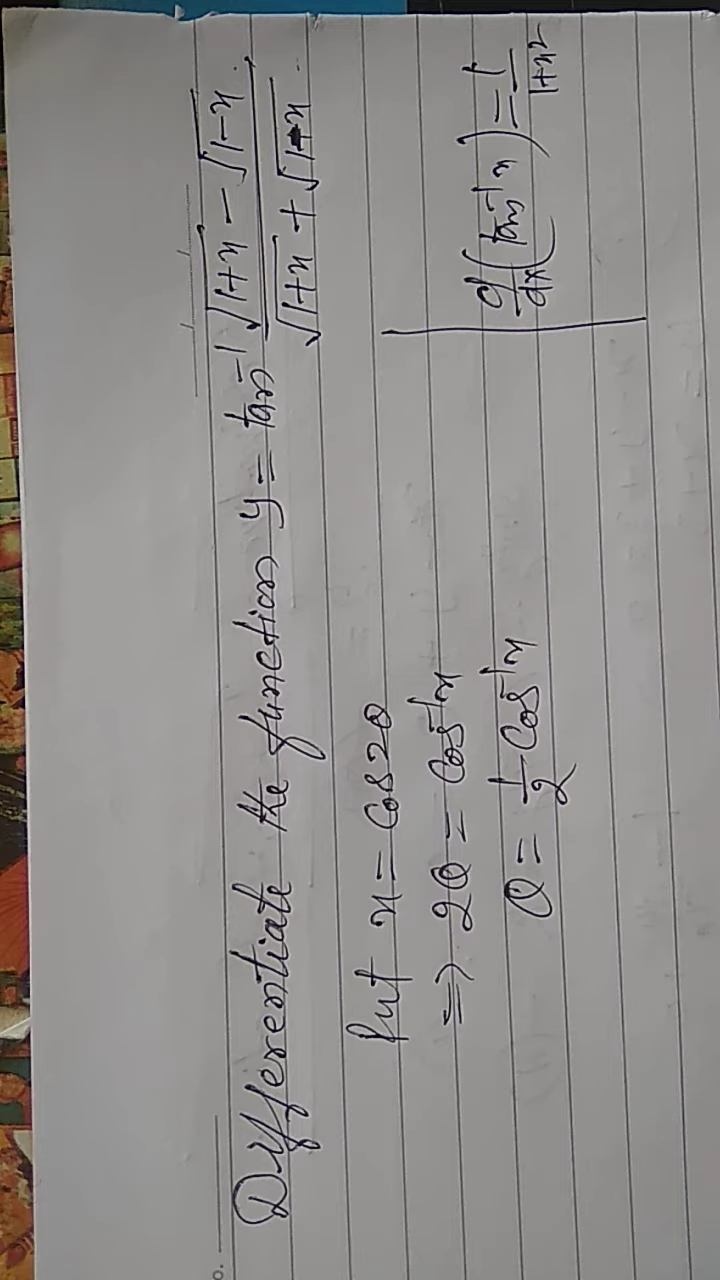 Differentiate the function y = tan⁻¹ (√1+x − √1−x) / (√1+x + √1−x).
Put x = cos2θ
⇒ 2θ = cos⁻¹x
θ = 1/2 cos⁻¹x
d/dx (tan⁻¹x) = 1/1+x²
o.